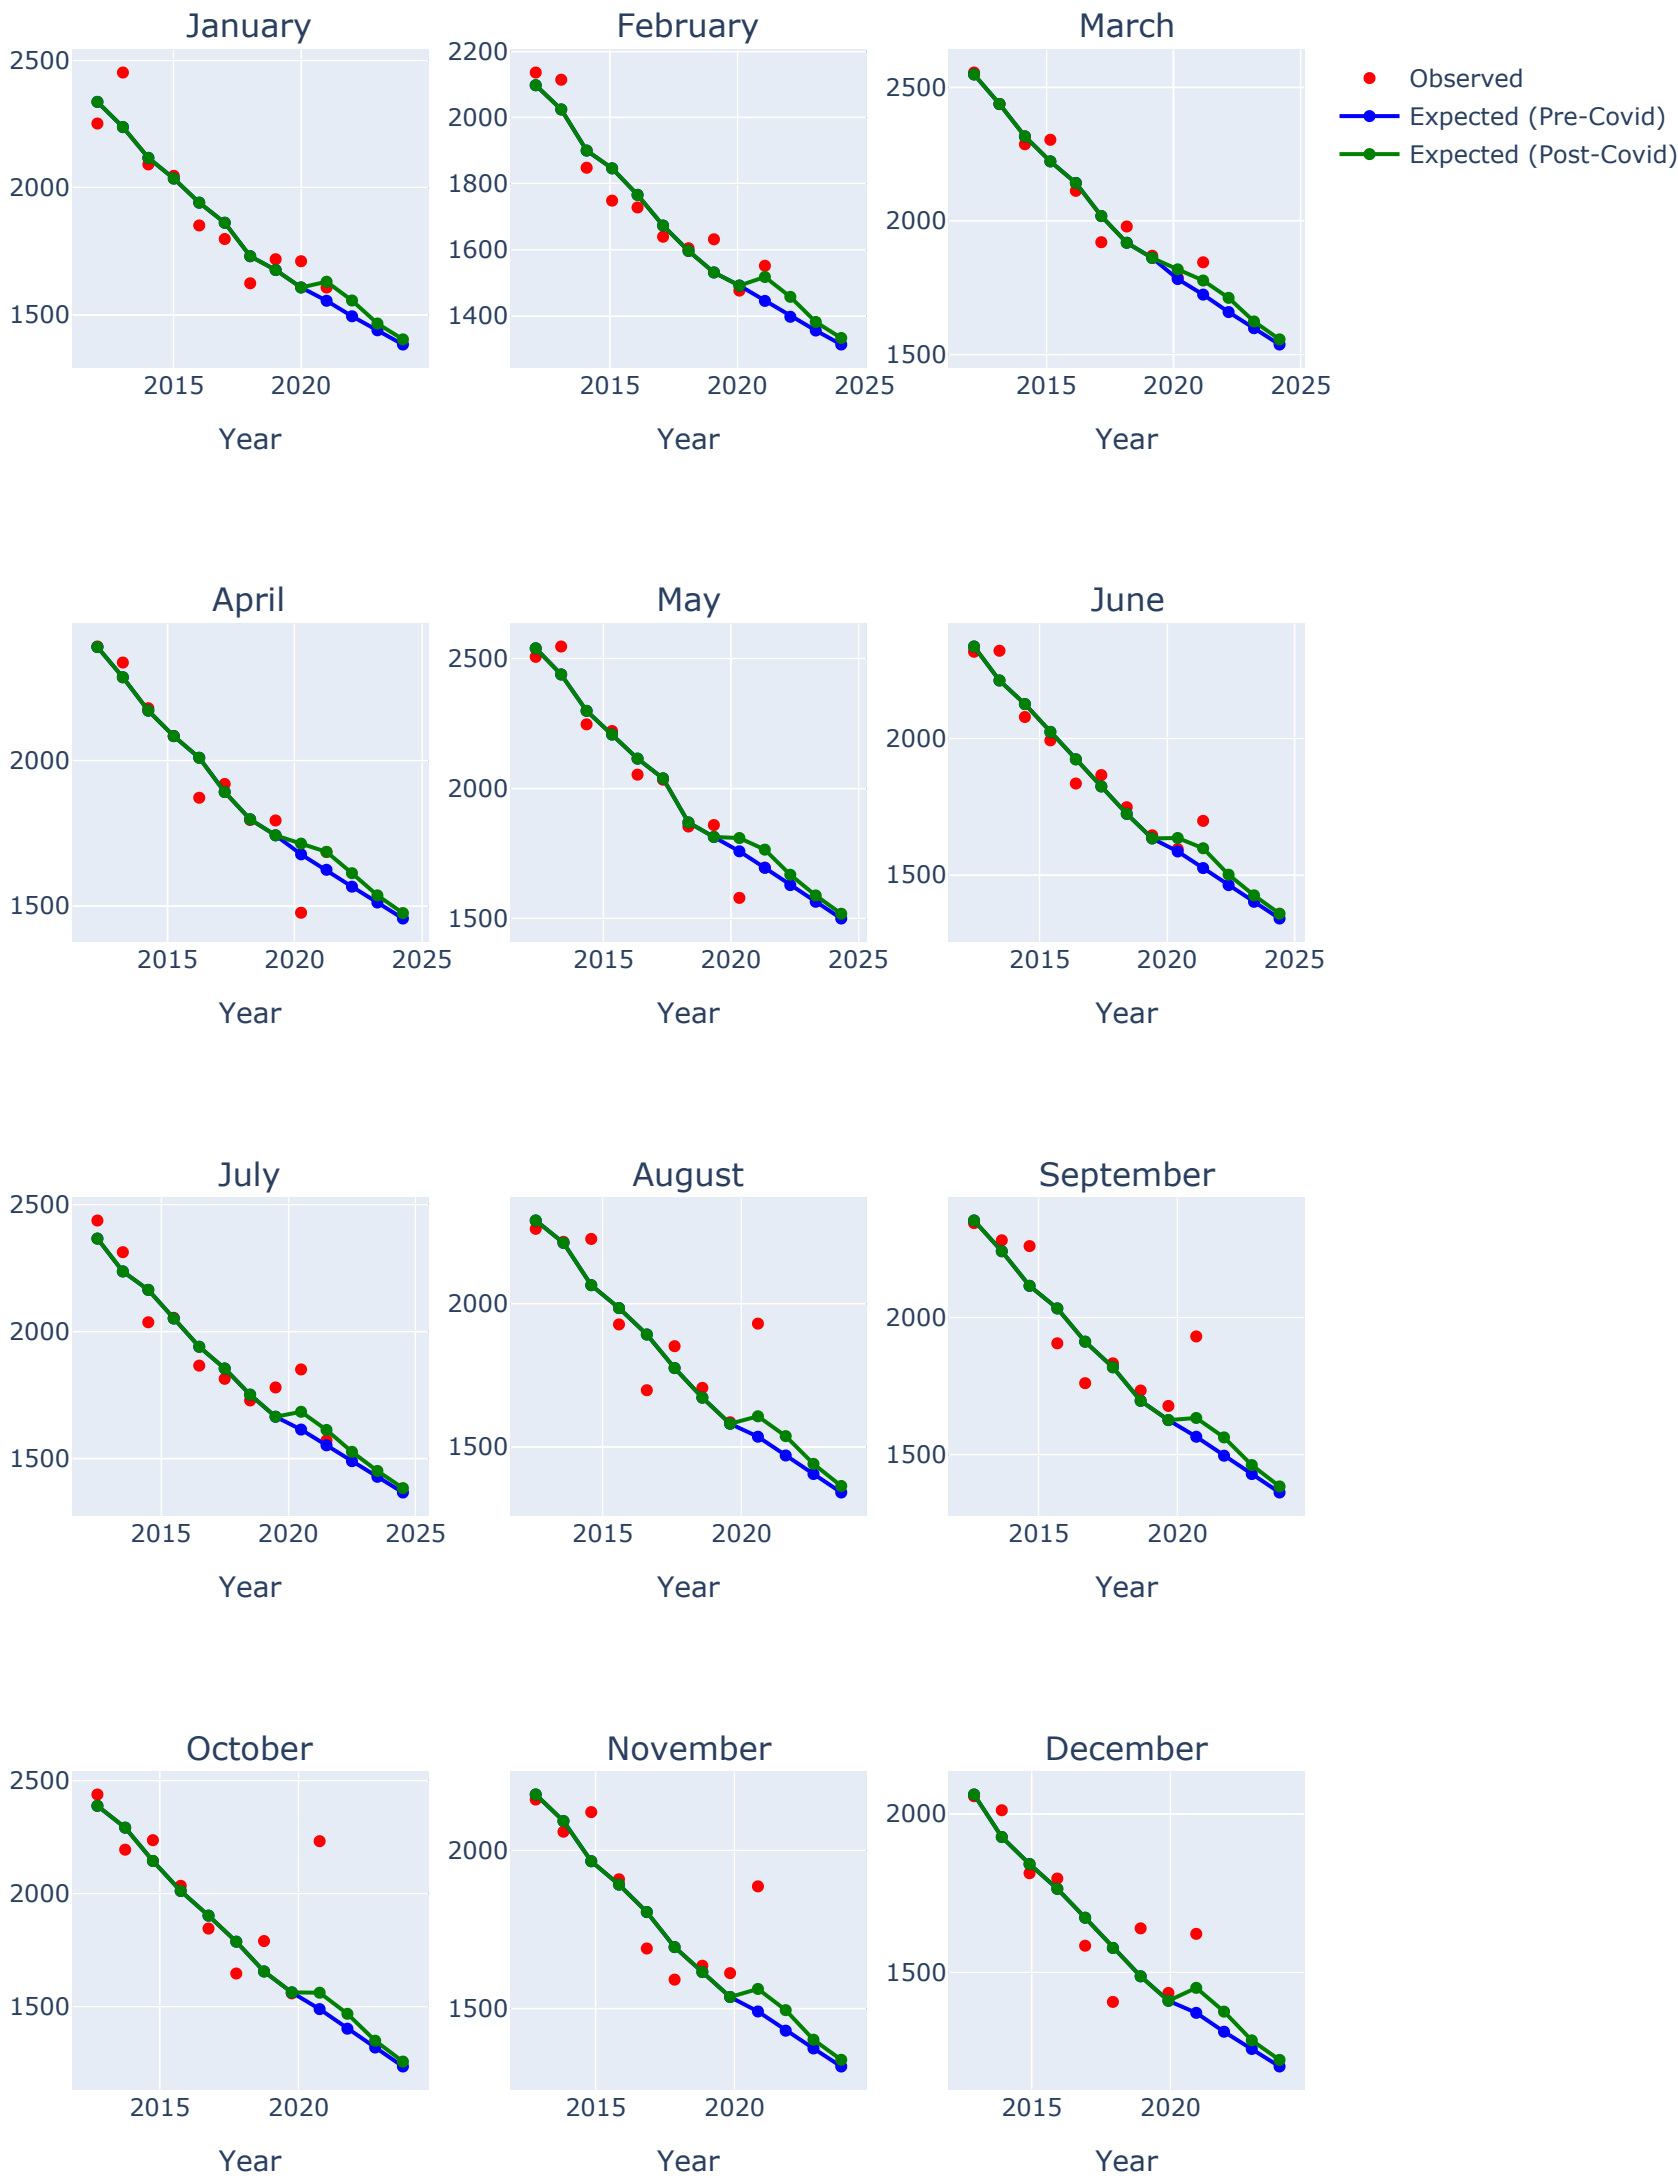 January
February
March
2500
2000
1500
2015
2020
Year
2200
2000
1800
1600
1400
2015
2020
2025
Year
2500
2000
1500
2015
2020
2025
Year
Observed
Expected (Pre-Covid)
Expected (Post-Covid)
April
May
June
2000
1500
2015
2020
2025
Year
2500
2000
1500
2015
2020
2025
Year
2000
1500
2015
2020
2025
Year
July
August
September
2500
2000
1500
2015
2020
2025
Year
2000
1500
2015
2020
Year
2000
1500
2015
2020
Year
October
November
December
2500
2000
1500
2015
2020
Year
2000
1500
2015
2020
Year
2000
1500
2015
2020
Year